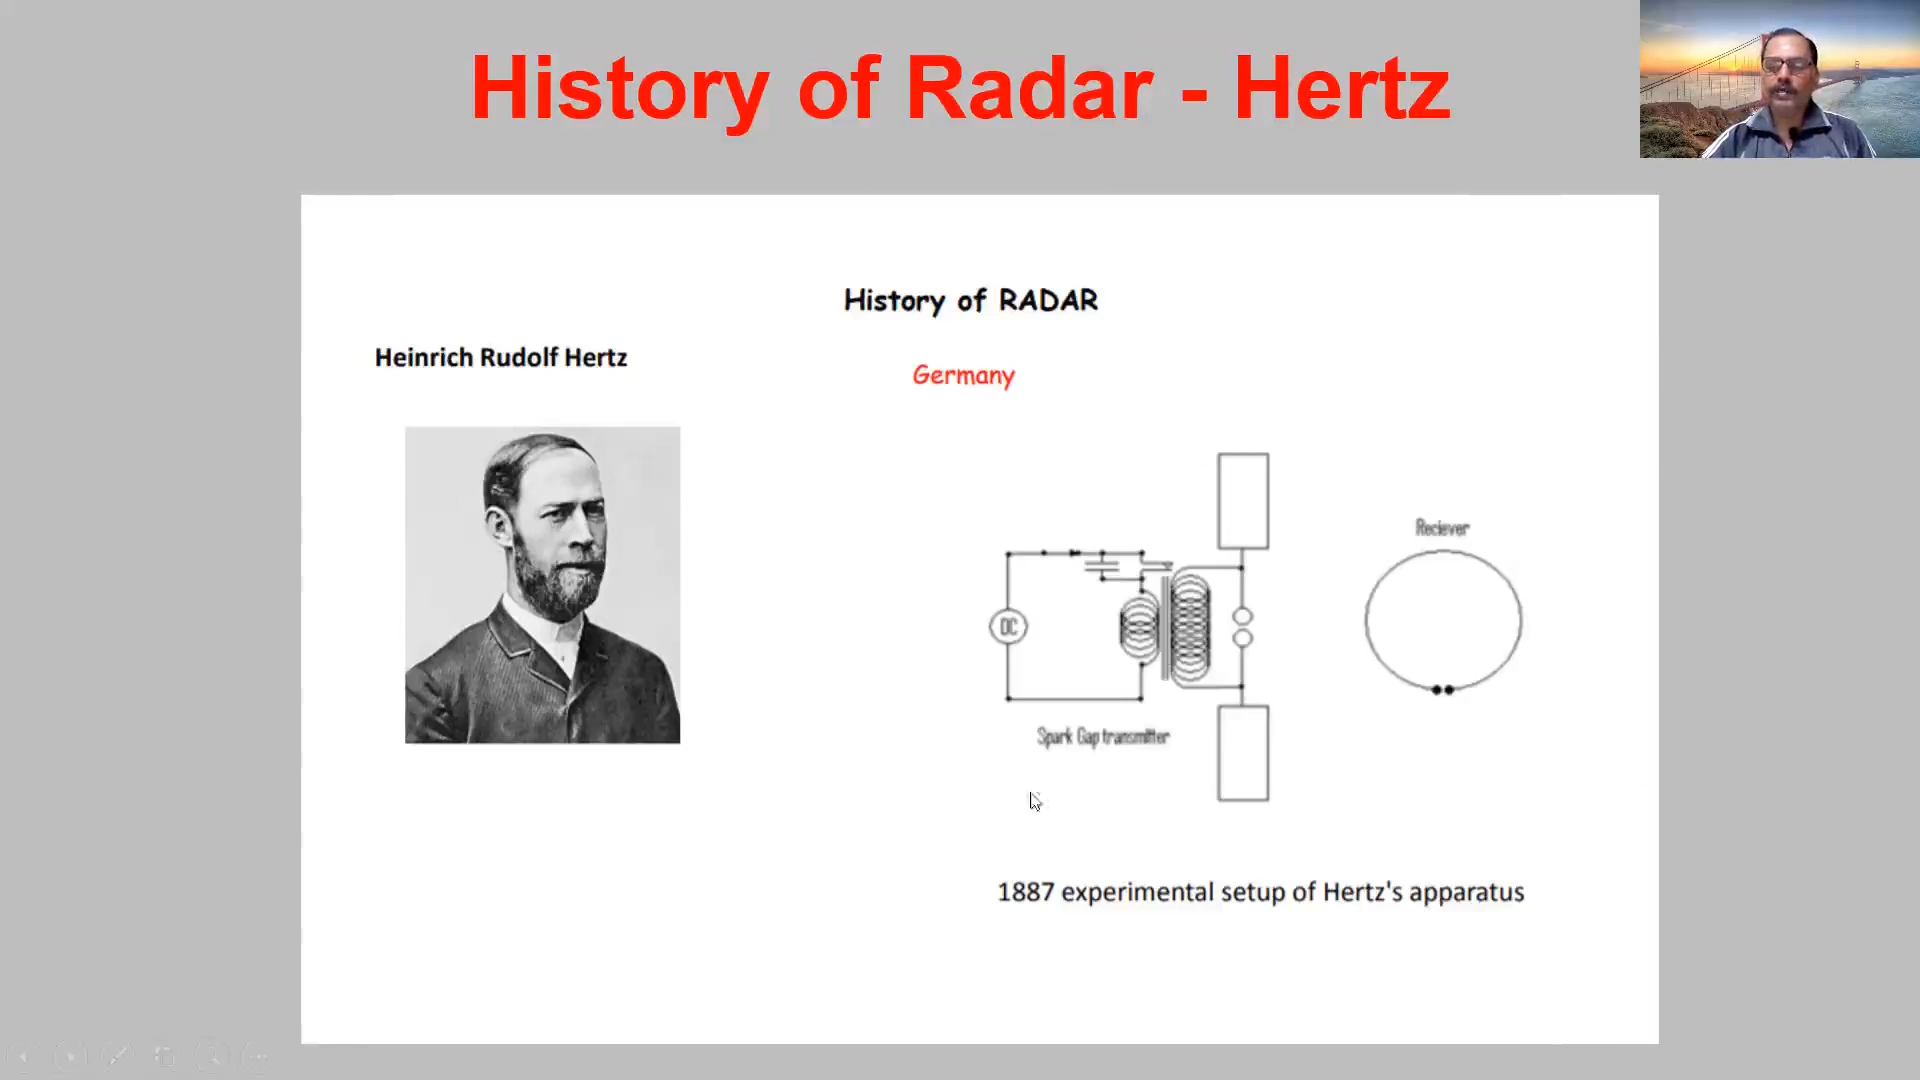 History of Radar - Hertz
History of RADAR
Heinrich Rudolf Hertz
Germany
Reciever
DC
Spark Gap transmitter
1887 experimental setup of Hertz's apparatus